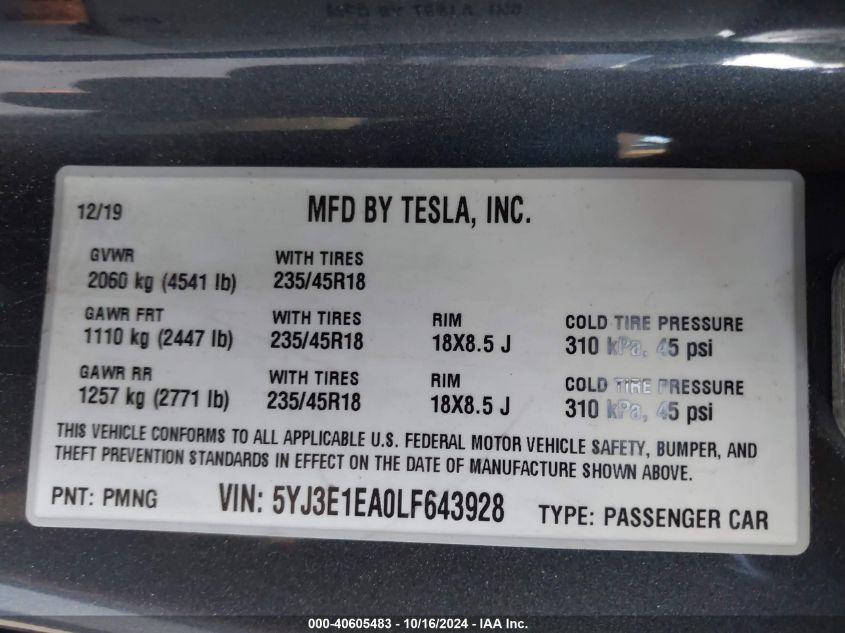 12/19 MFD BY TESLA, INC.
GVWR WITH TIRES
2060 kg (4541 lb) 235/45R18
GAWR FRT WITH TIRES RIM COLD TIRE PRESSURE
1110 kg (2447 lb) 235/45R18 18X8.5 J 310 kPa, 45 psi
GAWR RR WITH TIRES RIM COLD TIRE PRESSURE
1257 kg (2771 lb) 235/45R18 18X8.5 J 310 kPa, 45 psi
THIS VEHICLE CONFORMS TO ALL APPLICABLE U.S. FEDERAL MOTOR VEHICLE SAFETY, BUMPER, AND
THEFT PREVENTION STANDARDS IN EFFECT ON THE DATE OF MANUFACTURE SHOWN ABOVE.
PNT: PMNG VIN: 5YJ3E1EA0LF643928 TYPE: PASSENGER CAR
000-40605483 - 10/16/2024 - IAA Inc.